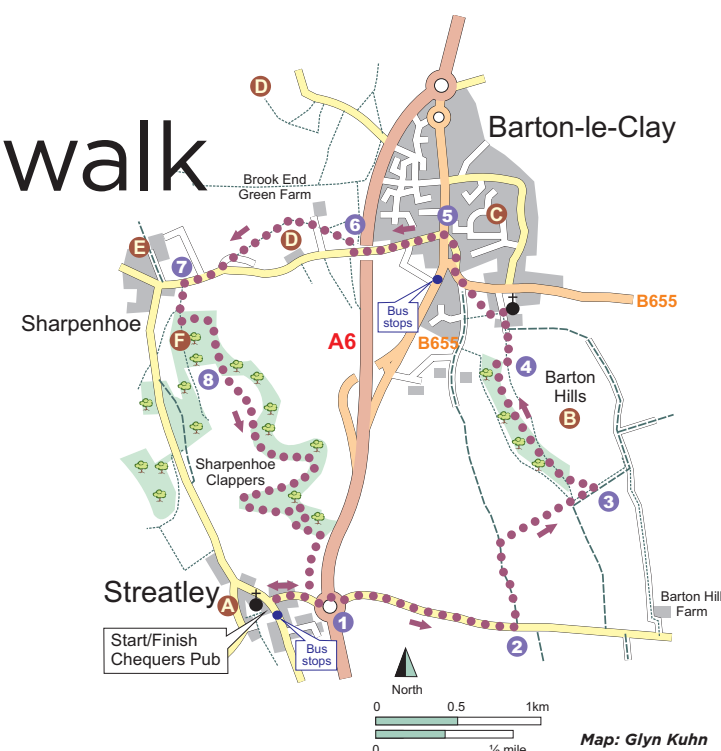 D
walk
Barton-le-Clay
Brook End
Green Farm
5
C
6
D
E
7
Bus
stops
B655
Sharpenhoe
A6
B655
F
4
8
Barton
Hills
B
Sharpenhoe
Clappers
3
Streatley
A
1
Barton Hill
Farm
2
Start/Finish
Chequers Pub
Bus
stops
North
0 0.5 1km
0 ½ mile
Map: Glyn Kuhn